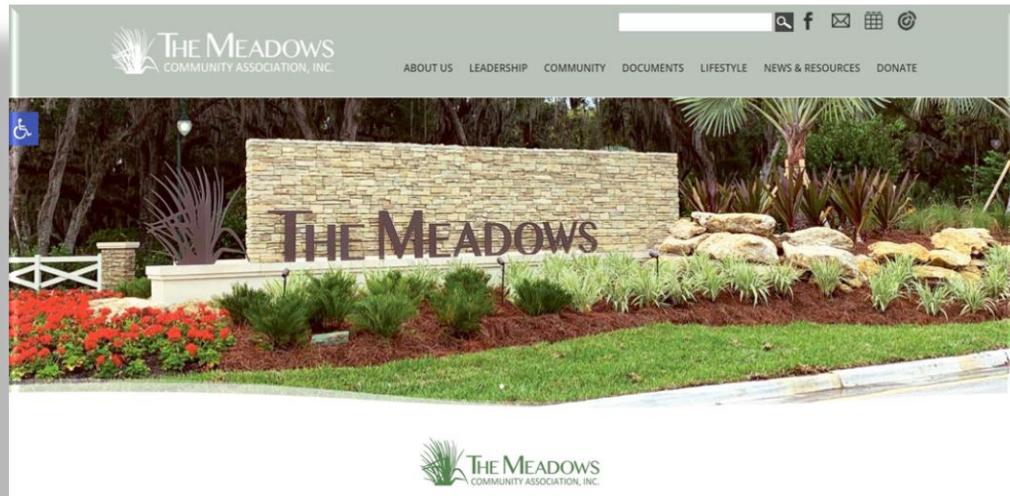 THE MEADOWS
COMMUNITY ASSOCIATION, INC.
ABOUT US LEADERSHIP COMMUNITY DOCUMENTS LIFESTYLE NEWS & RESOURCES DONATE
THE MEADOWS
THE MEADOWS
COMMUNITY ASSOCIATION, INC.